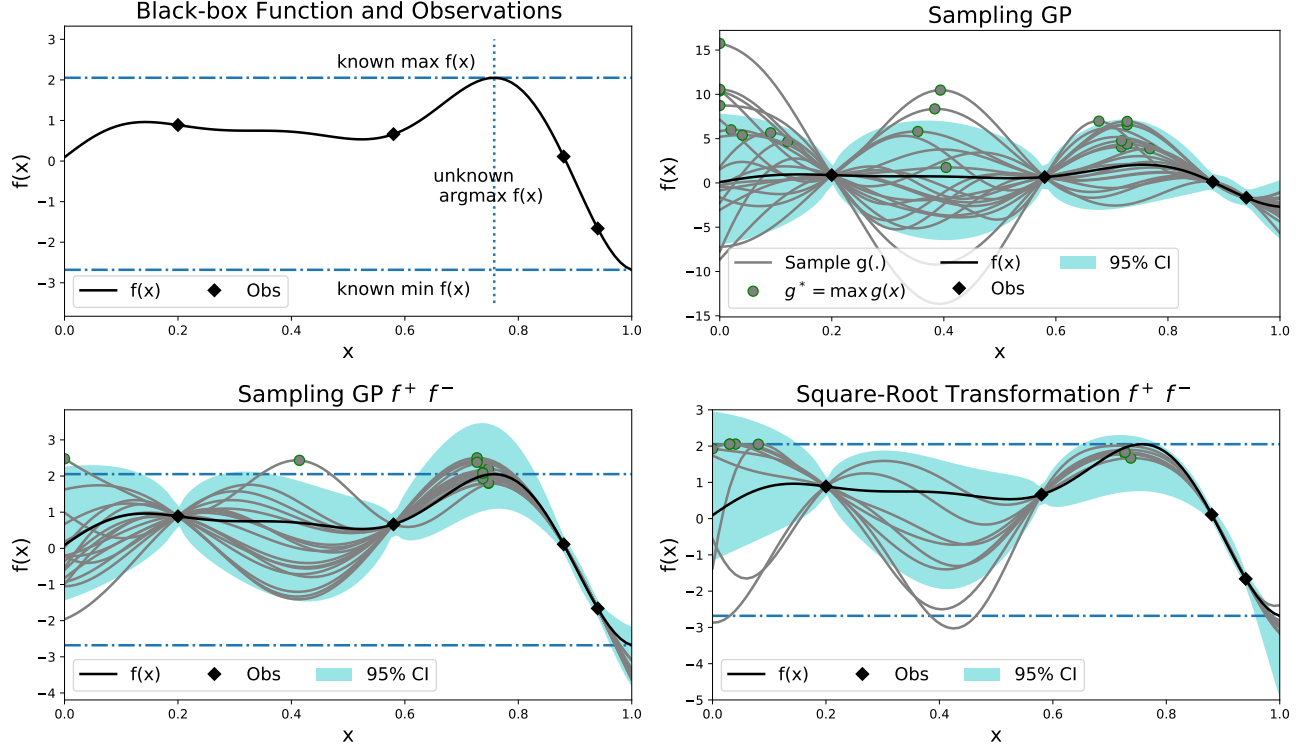 Black-box Function and Observations
3
2
1
0
−1
−2
−3
f(x)
known max f(x)
unknown
argmax f(x)
known min f(x)
f(x)
Obs
0.0
0.2
0.4
0.6
0.8
1.0
x
Sampling GP
15
10
5
0
−5
−10
−15
f(x)
Sample g(.)
g* = max g(x)
f(x)
Obs
95% CI
0.0
0.2
0.4
0.6
0.8
1.0
x
Sampling GP f⁺ f⁻
3
2
1
0
−1
−2
−3
−4
f(x)
f(x)
Obs
95% CI
0.0
0.2
0.4
0.6
0.8
1.0
x
Square-Root Transformation f⁺ f⁻
3
2
1
0
−1
−2
−3
−4
−5
f(x)
f(x)
Obs
95% CI
0.0
0.2
0.4
0.6
0.8
1.0
x